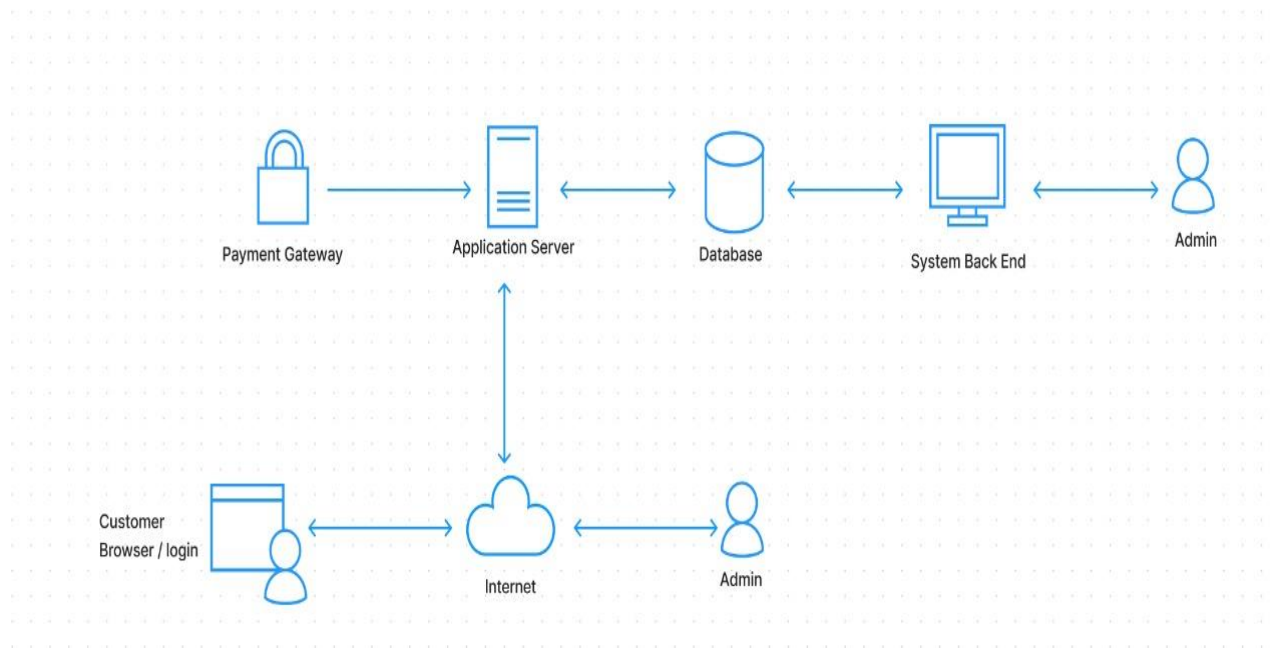 Payment Gateway
Application Server
Database
System Back End
Admin
Customer
Browser / login
Internet
Admin